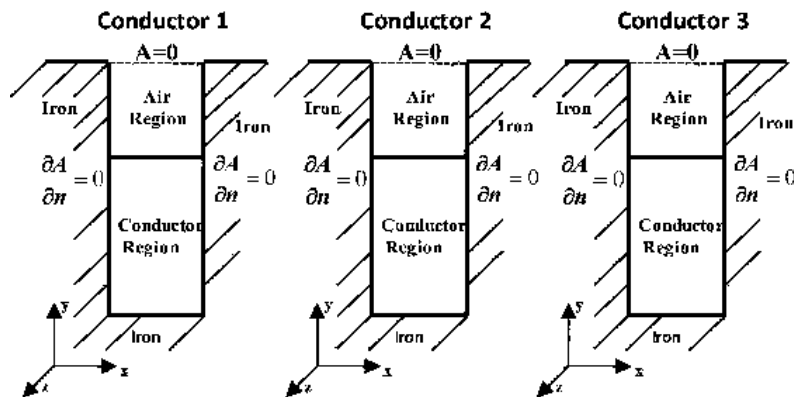 Conductor 1
A=0
Iron
Air
Region
Iron
∂A/∂n = 0
∂A/∂n = 0
Conductor
Region
Iron
y
x
z
Conductor 2
A=0
Iron
Air
Region
Iron
∂A/∂n = 0
∂A/∂n = 0
Conductor
Region
Iron
y
x
z
Conductor 3
A=0
Iron
Air
Region
Iron
∂A/∂n = 0
∂A/∂n = 0
Conductor
Region
Iron
y
x
z